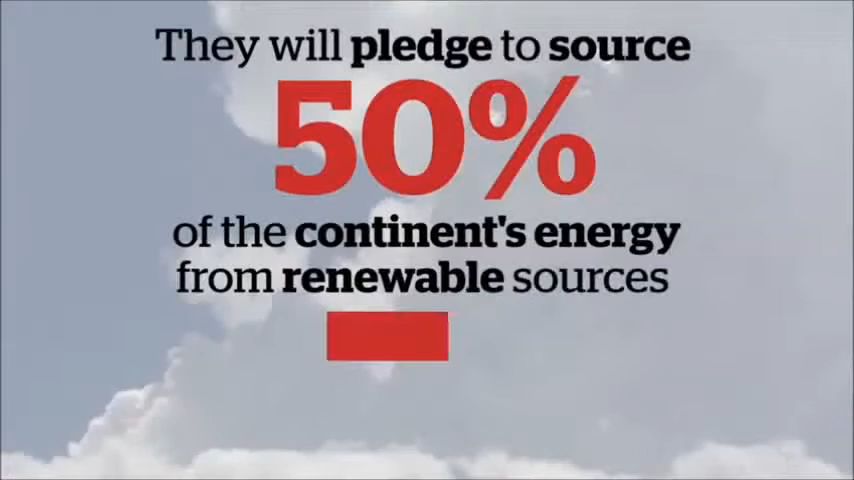 They will pledge to source
50%
of the continent's energy
from renewable sources